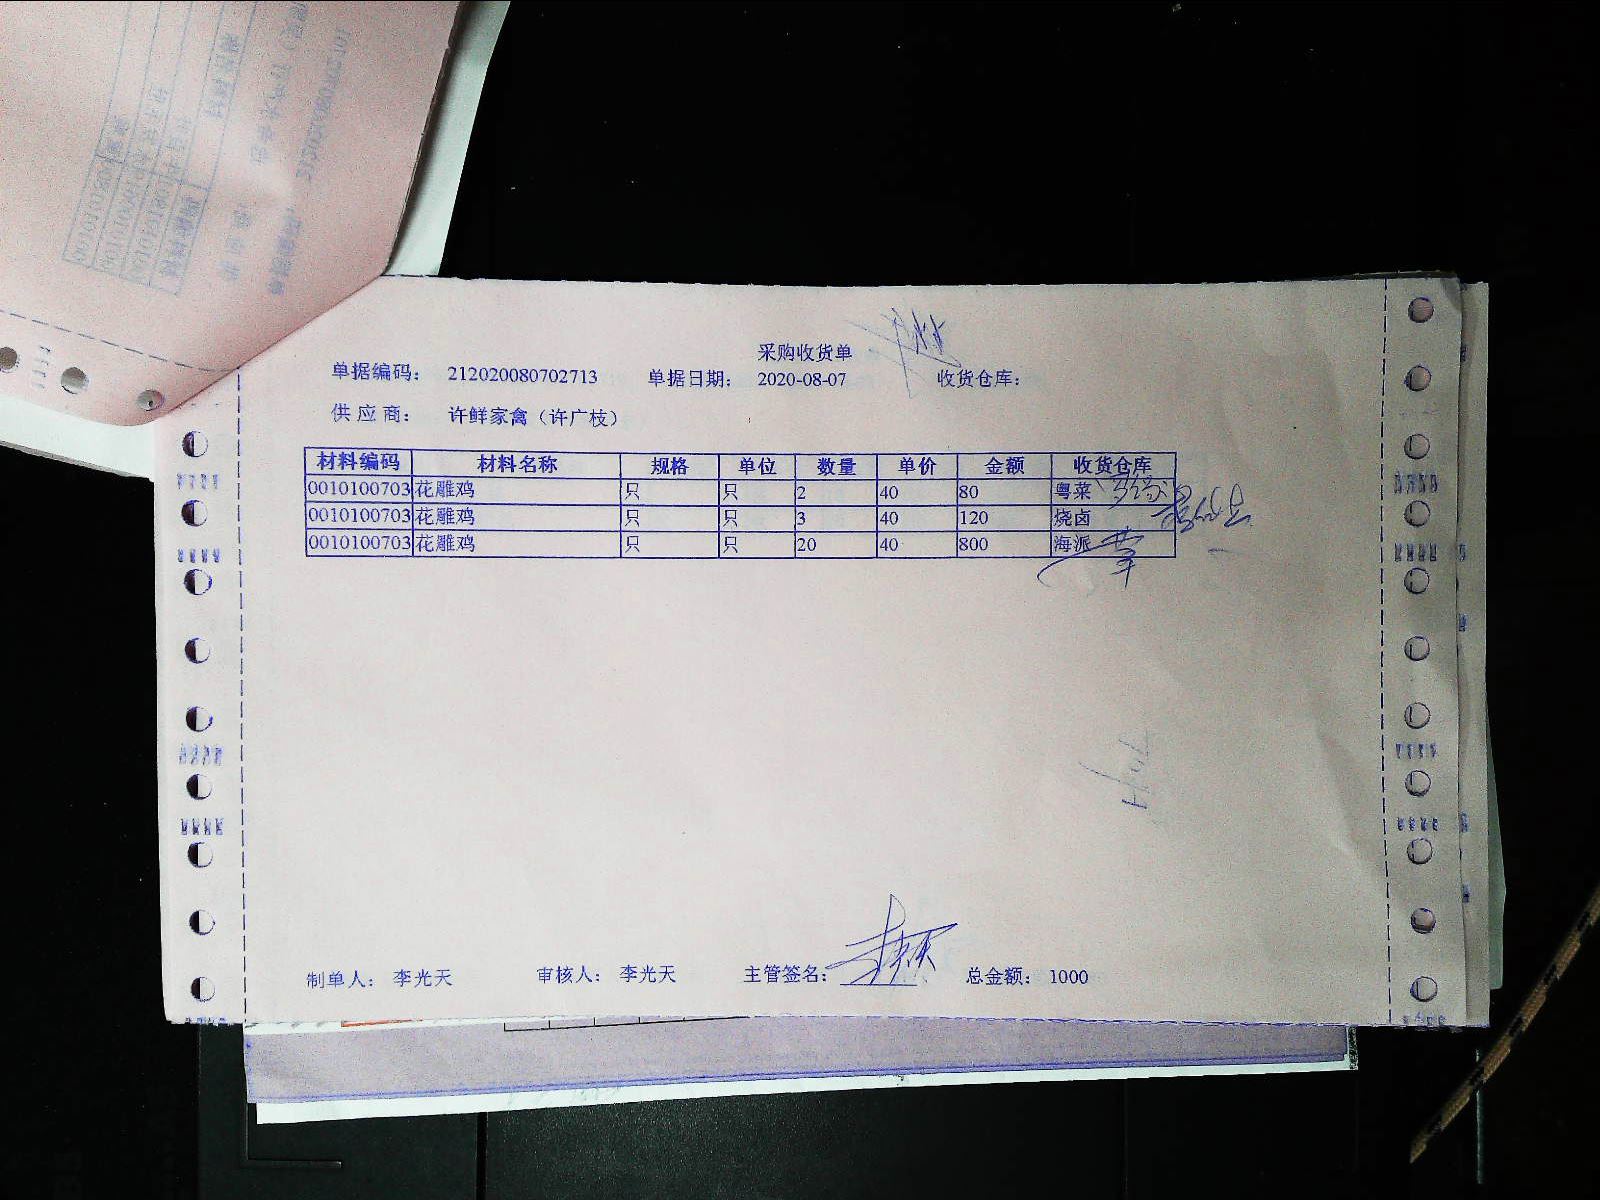 采购收货单
单据编码： 212020080702713 单据日期： 2020-08-07 收货仓库：
供应商： 许鲜家禽（许广枝）
材料编码 材料名称 规格 单位 数量 单价 金额 收货仓库
0010100703 花雕鸡 只 只 2 40 80 粤菜
0010100703 花雕鸡 只 只 3 40 120 烧卤
0010100703 花雕鸡 只 只 20 40 800 海派
制单人： 李光天 审核人： 李光天 主管签名： 总金额： 1000